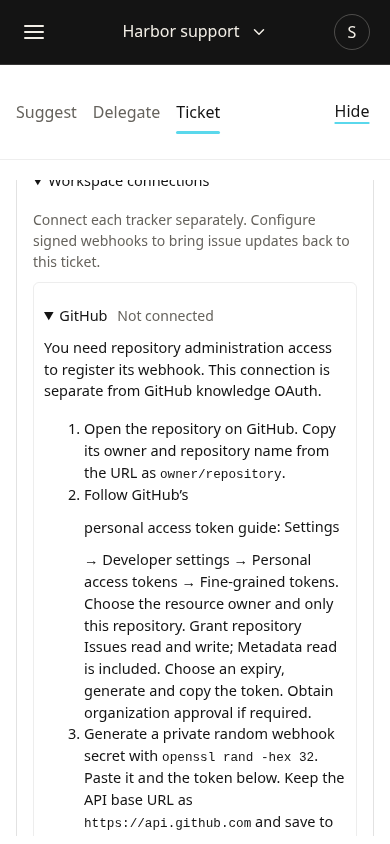 Harbor support
S
Suggest Delegate Ticket Hide
Workspace connections
Connect each tracker separately. Configure
signed webhooks to bring issue updates back to
this ticket.
GitHub Not connected
You need repository administration access
to register its webhook. This connection is
separate from GitHub knowledge OAuth.
1. Open the repository on GitHub. Copy
its owner and repository name from
the URL as owner/repository.
2. Follow GitHub’s
personal access token guide: Settings
→ Developer settings → Personal
access tokens → Fine-grained tokens.
Choose the resource owner and only
this repository. Grant repository
Issues read and write; Metadata read
is included. Choose an expiry,
generate and copy the token. Obtain
organization approval if required.
3. Generate a private random webhook
secret with openssl rand -hex 32.
Paste it and the token below. Keep the
API base URL as
https://api.github.com and save to